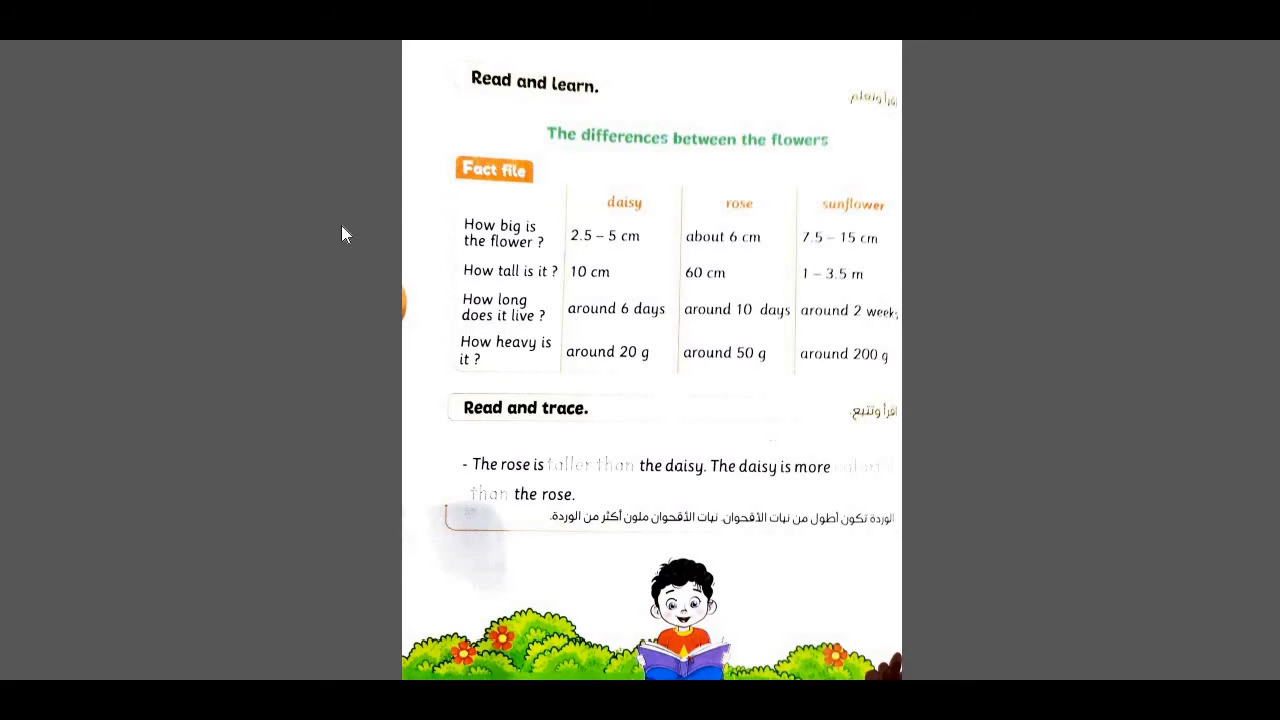 Read and learn.
اقرأ وتعلم
The differences between the flowers
Fact file
daisy rose sunflower
How big is
the flower ? 2.5 – 5 cm about 6 cm 7.5 – 15 cm
How tall is it ? 10 cm 60 cm 1 – 3.5 m
How long
does it live ? around 6 days around 10 days around 2
How heavy is
it ? around 20 g around 50 g around 200 g
Read and trace.
اقرأ وتتبع.
- The rose is taller than the daisy. The daisy is more
than the rose.
الوردة تكون أطول من نبات الأقحوان. نبات الأقحوان ملون أكثر من الوردة.